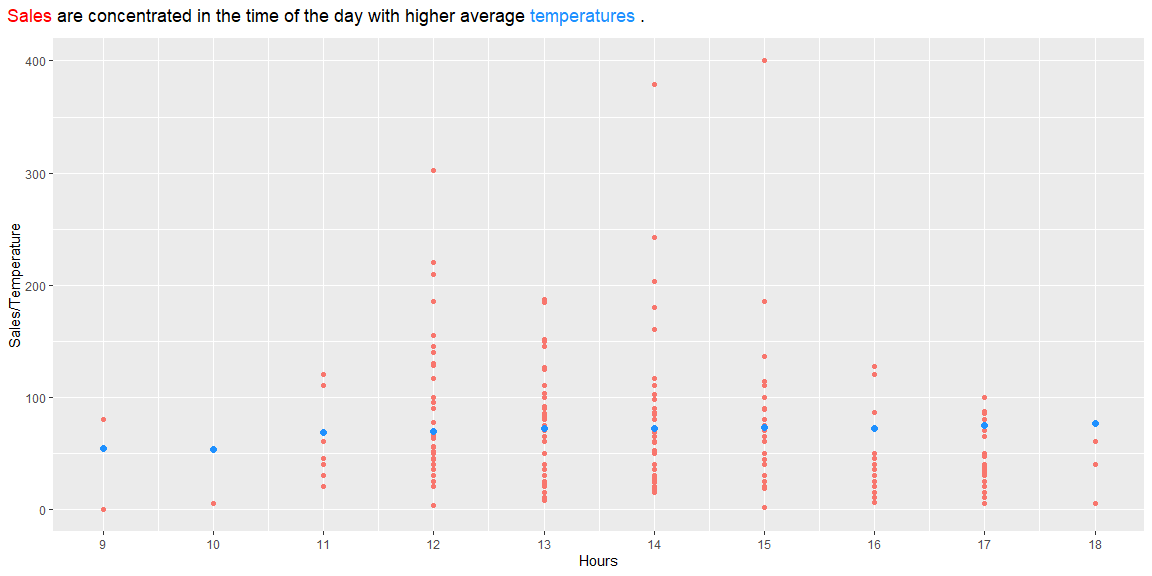 Sales are concentrated in the time of the day with higher average temperatures .
400
300
200
100
0
Sales/Temperature
9 10 11 12 13 14 15 16 17 18
Hours